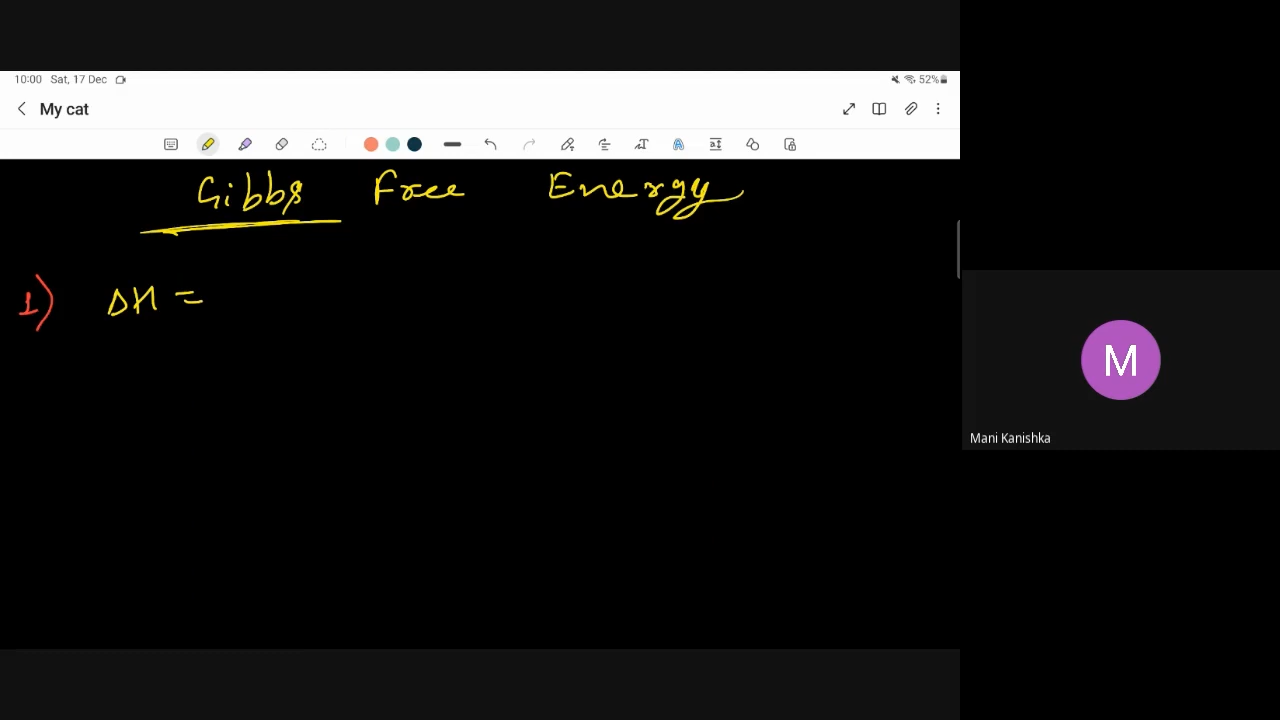 10:00 Sat, 17 Dec 52%
My cat
Gibbs Free Energy
1) ΔH =
M
Mani Kanishka